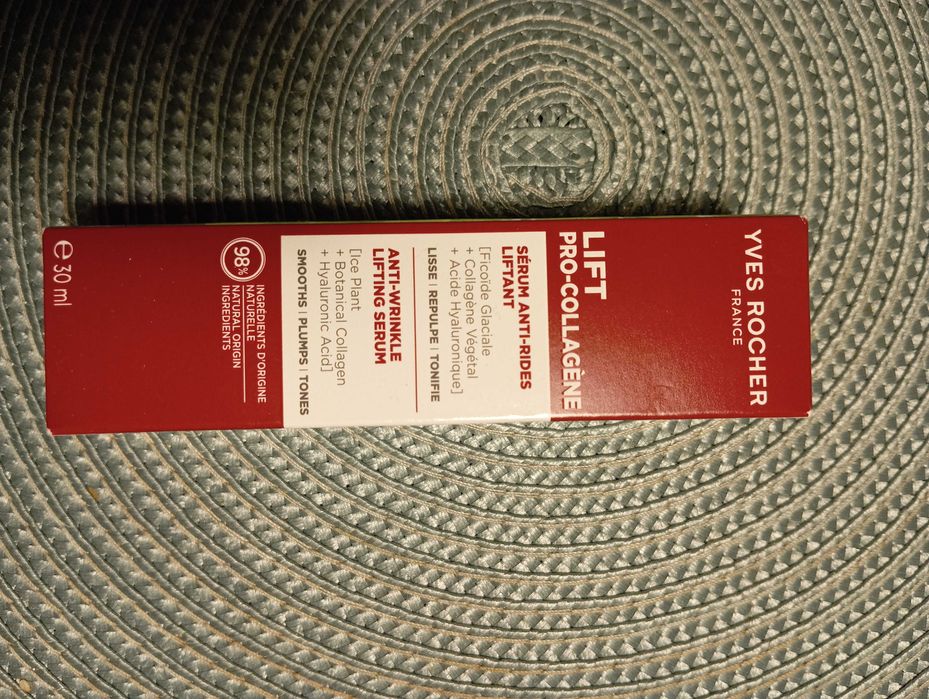 YVES ROCHER
FRANCE
LIFT
PRO-COLLAGÈNE
SÉRUM ANTI-RIDES
LIFTANT
[Ficoïde Glaciale
+ Collagène Végétal
+ Acide Hyaluronique]
LISSE | REPULPE | TONIFIE
ANTI-WRINKLE
LIFTING SERUM
[Ice Plant
+ Botanical Collagen
+ Hyaluronic Acid]
SMOOTHS | PLUMPS | TONES
98%
INGRÉDIENTS D'ORIGINE
NATURELLE
NATURAL ORIGIN
INGREDIENTS
℮ 30 ml